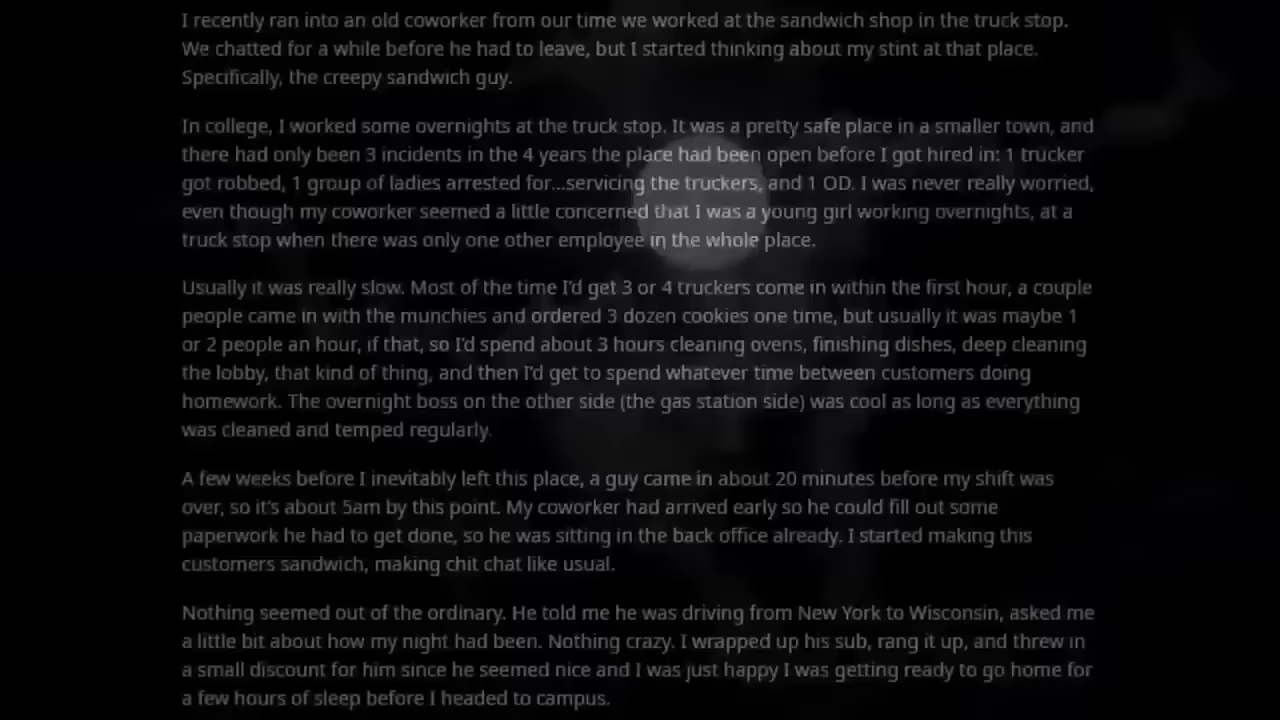 I recently ran into an old coworker from our time we worked at the sandwich shop in the truck stop.
We chatted for a while before he had to leave, but I started thinking about my stint at that place.
Specifically, the creepy sandwich guy.
In college, I worked some overnights at the truck stop. It was a pretty safe place in a smaller town, and
there had only been 3 incidents in the 4 years the place had been open before I got hired in: 1 trucker
got robbed, 1 group of ladies arrested for...servicing the truckers, and 1 OD. I was never really worried,
even though my coworker seemed a little concerned that I was a young girl working overnights, at a
truck stop when there was only one other employee in the whole place.
Usually it was really slow. Most of the time I'd get 3 or 4 truckers come in within the first hour, a couple
people came in with the munchies and ordered 3 dozen cookies one time, but usually it was maybe 1
or 2 people an hour, if that, so I'd spend about 3 hours cleaning ovens, finishing dishes, deep cleaning
the lobby, that kind of thing, and then I'd get to spend whatever time between customers doing
homework. The overnight boss on the other side (the gas station side) was cool as long as everything
was cleaned and temped regularly.
A few weeks before I inevitably left this place, a guy came in about 20 minutes before my shift was
over, so it's about 5am by this point. My coworker had arrived early so he could fill out some
paperwork he had to get done, so he was sitting in the back office already. I started making this
customers sandwich, making chit chat like usual.
Nothing seemed out of the ordinary. He told me he was driving from New York to Wisconsin, asked me
a little bit about how my night had been. Nothing crazy. I wrapped up his sub, rang it up, and threw in
a small discount for him since he seemed nice and I was just happy I was getting ready to go home for
a few hours of sleep before I headed to campus.